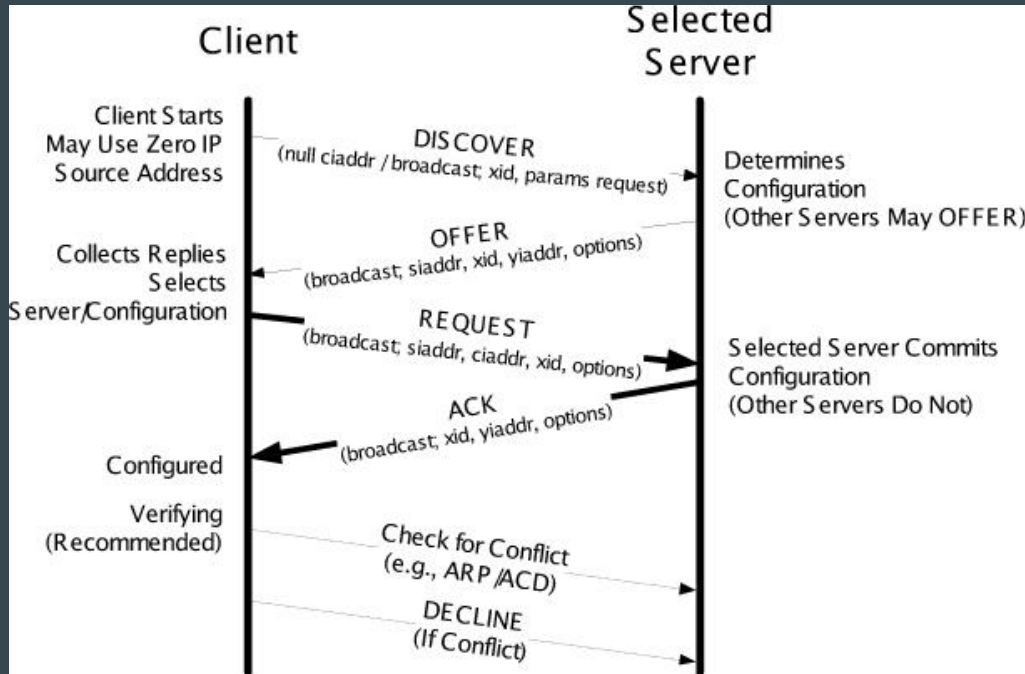 Client
Selected
Server
Client Starts
May Use Zero IP
Source Address
DISCOVER
(null ciaddr / broadcast; xid, params request)
Determines
Configuration
(Other Servers May OFFER)
OFFER
(broadcast; siaddr, xid, yiaddr, options)
Collects Replies
Selects
Server/Configuration
REQUEST
(broadcast; siaddr, ciaddr, xid, options)
Selected Server Commits
Configuration
(Other Servers Do Not)
ACK
(broadcast; xid, yiaddr, options)
Configured
Verifying
(Recommended)
Check for Conflict
(e.g., ARP/ACD)
DECLINE
(If Conflict)